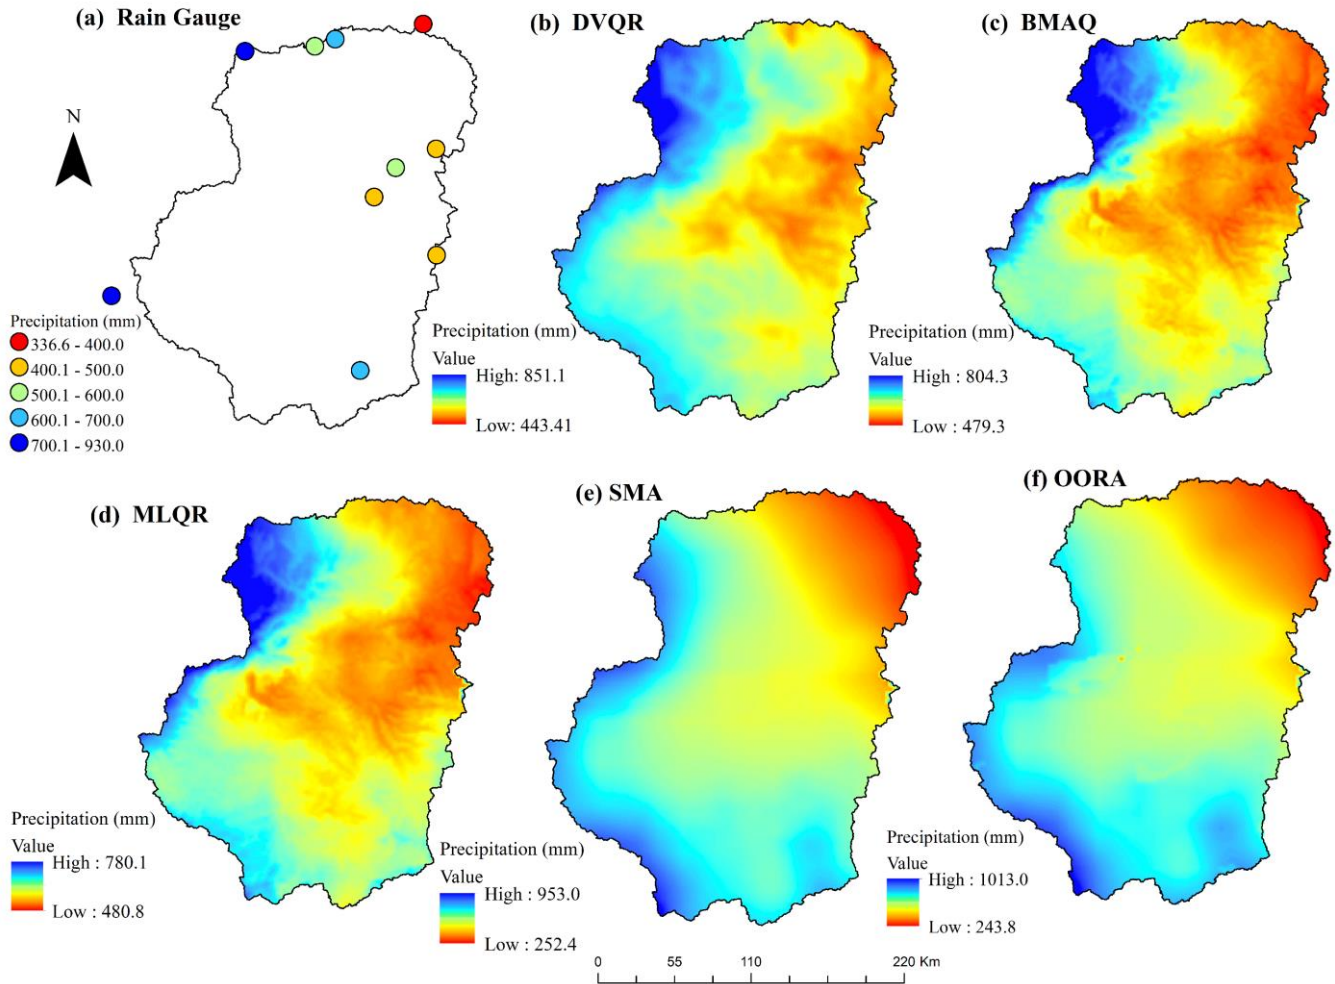 (a) Rain Gauge
N
Precipitation (mm)
336.6 - 400.0
400.1 - 500.0
500.1 - 600.0
600.1 - 700.0
700.1 - 930.0
(b) DVQR
Precipitation (mm)
Value
High: 851.1
Low: 443.41
(c) BMAQ
Precipitation (mm)
Value
High : 804.3
Low : 479.3
(d) MLQR
Precipitation (mm)
Value
High : 780.1
Low : 480.8
(e) SMA
Precipitation (mm)
Value
High : 953.0
Low : 252.4
(f) OORA
Precipitation (mm)
Value
High : 1013.0
Low : 243.8
0 55 110 220 Km